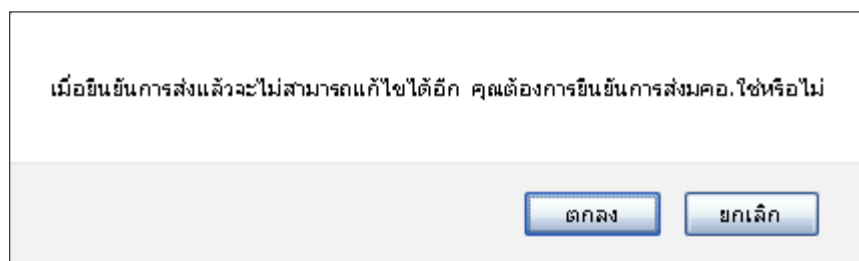 เมื่อยืนยันการส่งแล้วจะไม่สามารถแก้ไขได้อีก คุณต้องการยืนยันการส่งมคอ.ใช่หรือไม่
ตกลง ยกเลิก